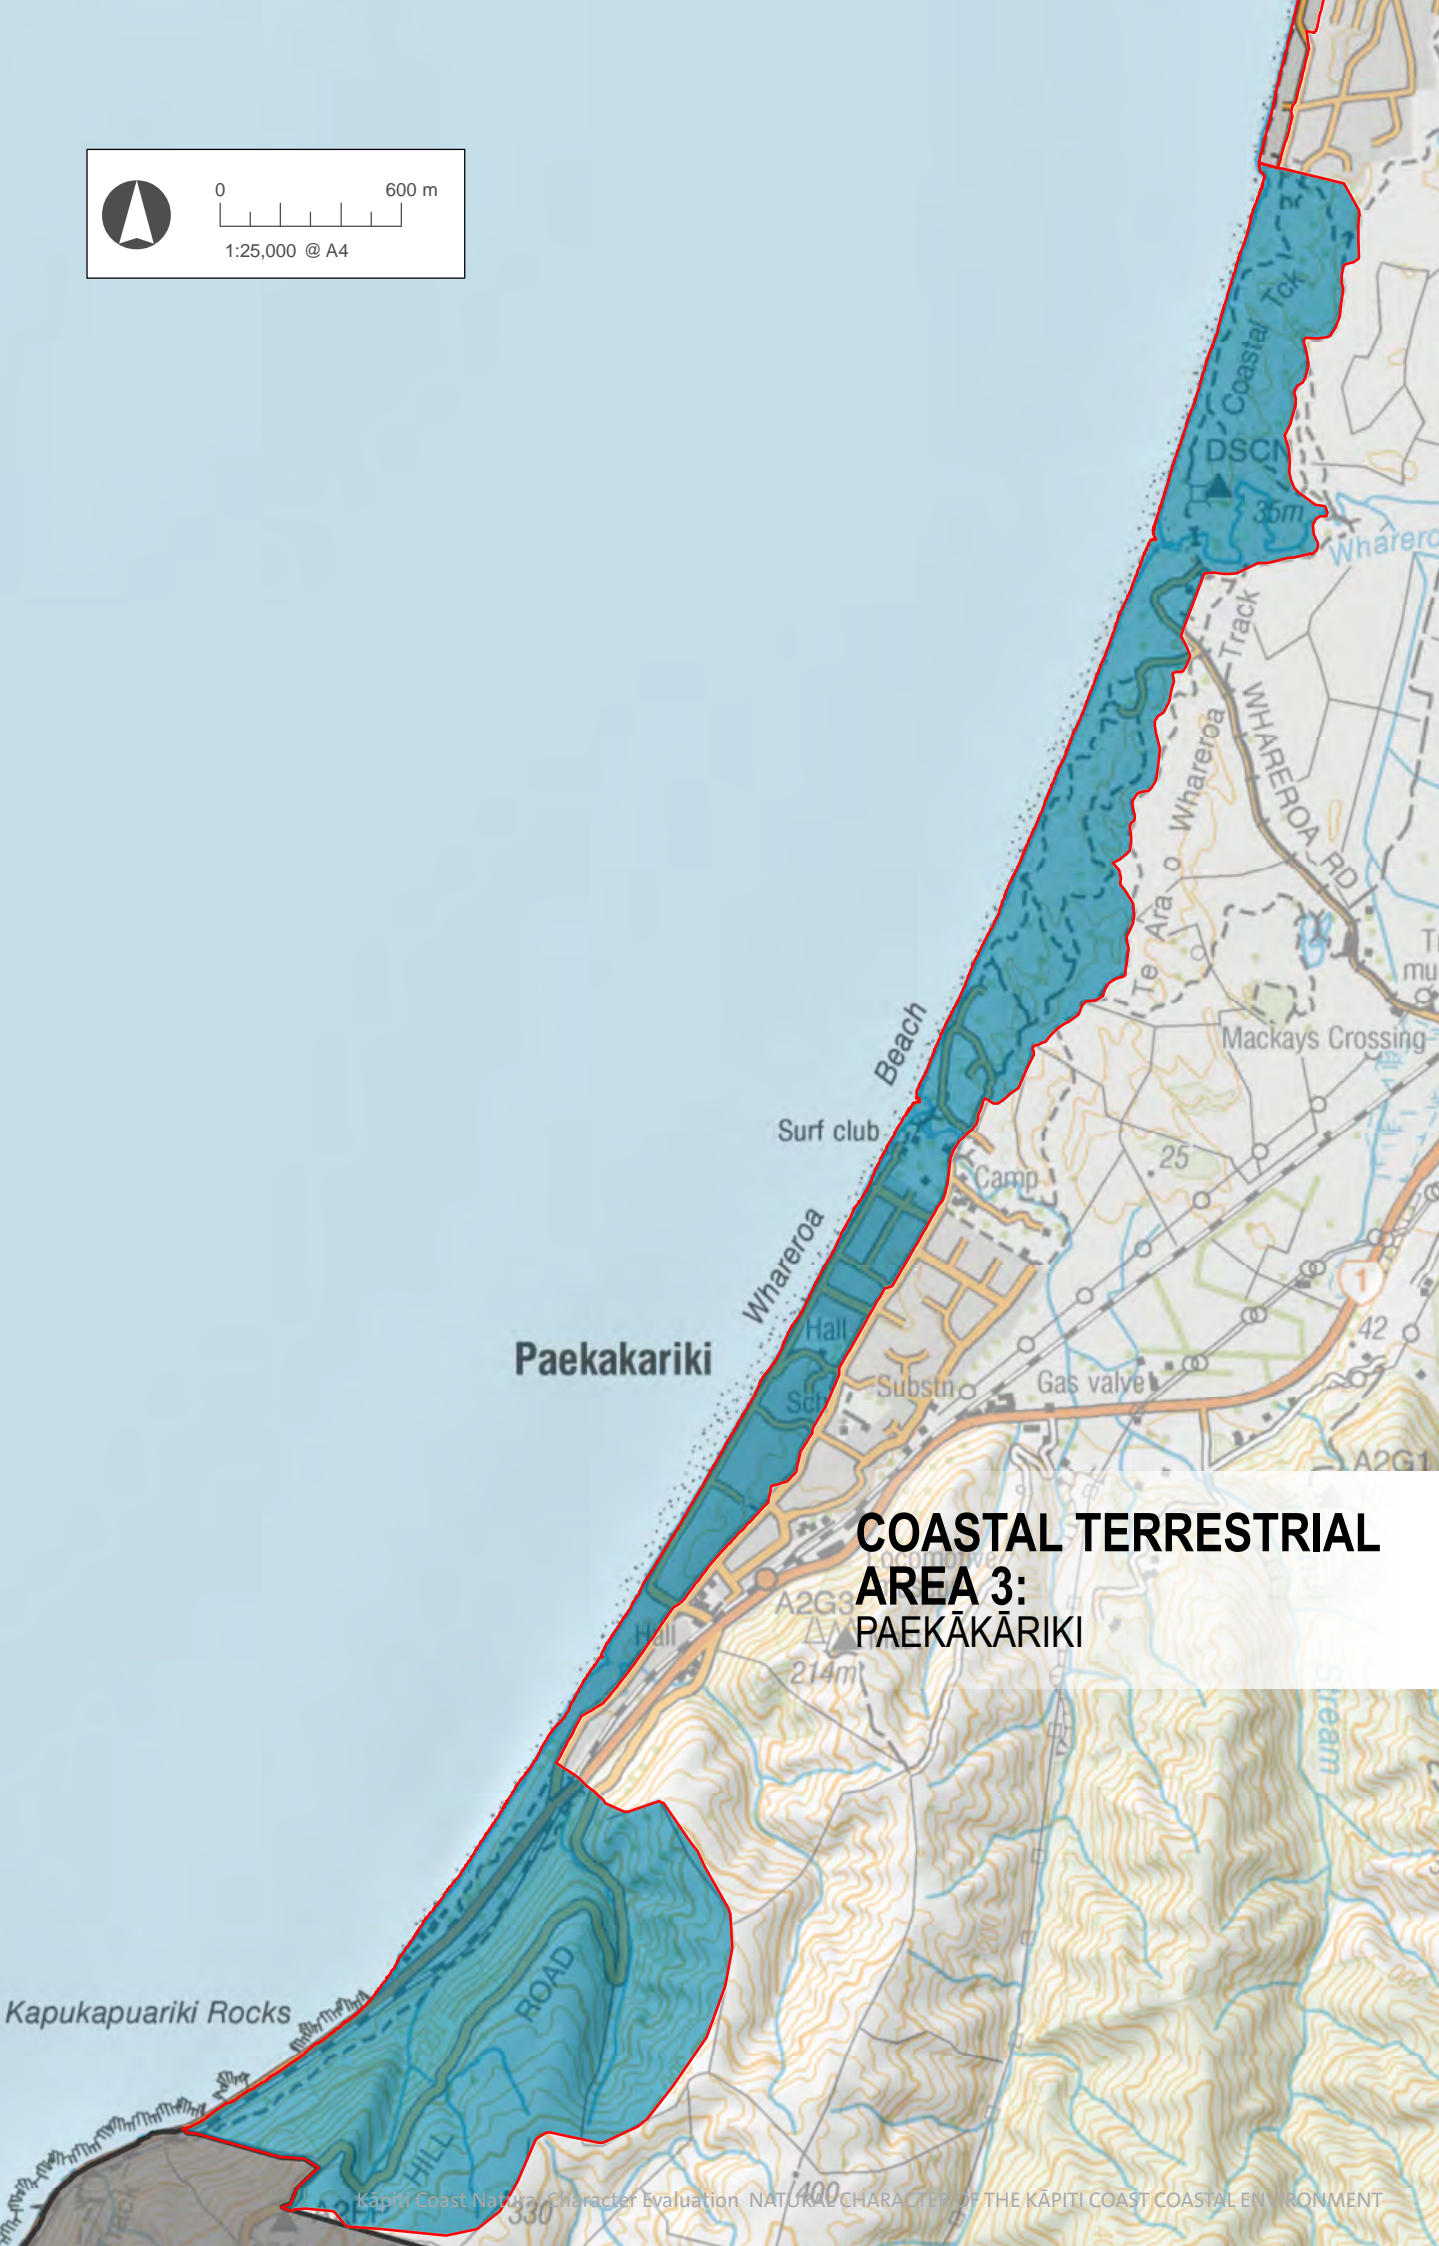 0 600 m
1:25,000 @ A4
Coastal Tck
DSCN
35m
Wharero
Te Ara o Whareroa Track
WHAREROA RD
Mackays Crossing
Beach
Surf club
Camp
25
Whareroa
1
42
Hall
Paekakariki
Substn
Gas valve
Sch
A2G1
COASTAL TERRESTRIAL
AREA 3:
PAEKĀKĀRIKI
Locomotive
A2G3
Hall
214m
ROAD
Kapukapuariki Rocks
HILL
400
330
Kāpiti Coast Natural Character Evaluation NATURAL CHARACTER OF THE KĀPITI COAST COASTAL ENVIRONMENT